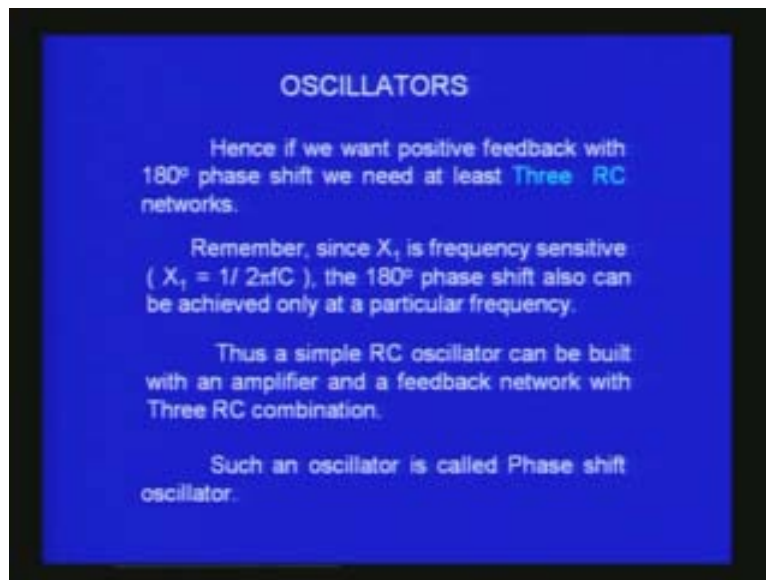 OSCILLATORS
Hence if we want positive feedback with
180º phase shift we need at least Three RC
networks.
Remember, since X₁ is frequency sensitive
( X₁ = 1/ 2πfC ), the 180º phase shift also can
be achieved only at a particular frequency.
Thus a simple RC oscillator can be built
with an amplifier and a feedback network with
Three RC combination.
Such an oscillator is called Phase shift
oscillator.